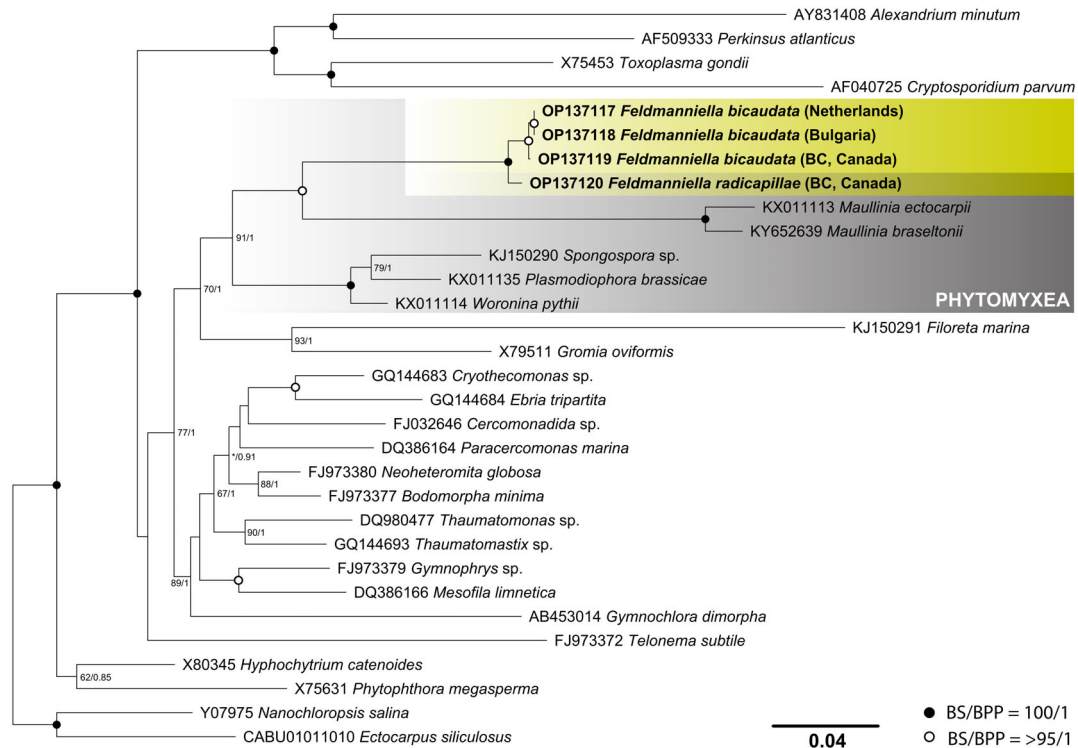 AY831408 Alexandrium minutum
AF509333 Perkinsus atlanticus
X75453 Toxoplasma gondii
AF040725 Cryptosporidium parvum
OP137117 Feldmanniella bicaudata (Netherlands)
OP137118 Feldmanniella bicaudata (Bulgaria)
OP137119 Feldmanniella bicaudata (BC, Canada)
OP137120 Feldmanniella radicapillae (BC, Canada)
KX011113 Maullinia ectocarpii
KY652639 Maullinia braseltonii
91/1
KJ150290 Spongospora sp.
79/1
KX011135 Plasmodiophora brassicae
70/1
KX011114 Woronina pythii
PHYTOMYXEA
KJ150291 Filoreta marina
93/1
X79511 Gromia oviformis
GQ144683 Cryothecomonas sp.
GQ144684 Ebria tripartita
FJ032646 Cercomonadida sp.
77/1
DQ386164 Paracercomonas marina
*/0.91
FJ973380 Neoheteromita globosa
88/1
67/1
FJ973377 Bodomorpha minima
DQ980477 Thaumatomonas sp.
90/1
GQ144693 Thaumatomastix sp.
FJ973379 Gymnophrys sp.
89/1
DQ386166 Mesofila limnetica
AB453014 Gymnochlora dimorpha
FJ973372 Telonema subtile
X80345 Hyphochytrium catenoides
62/0.85
X75631 Phytophthora megasperma
Y07975 Nanochloropsis salina
CABU01011010 Ectocarpus siliculosus
0.04
BS/BPP = 100/1
BS/BPP = >95/1